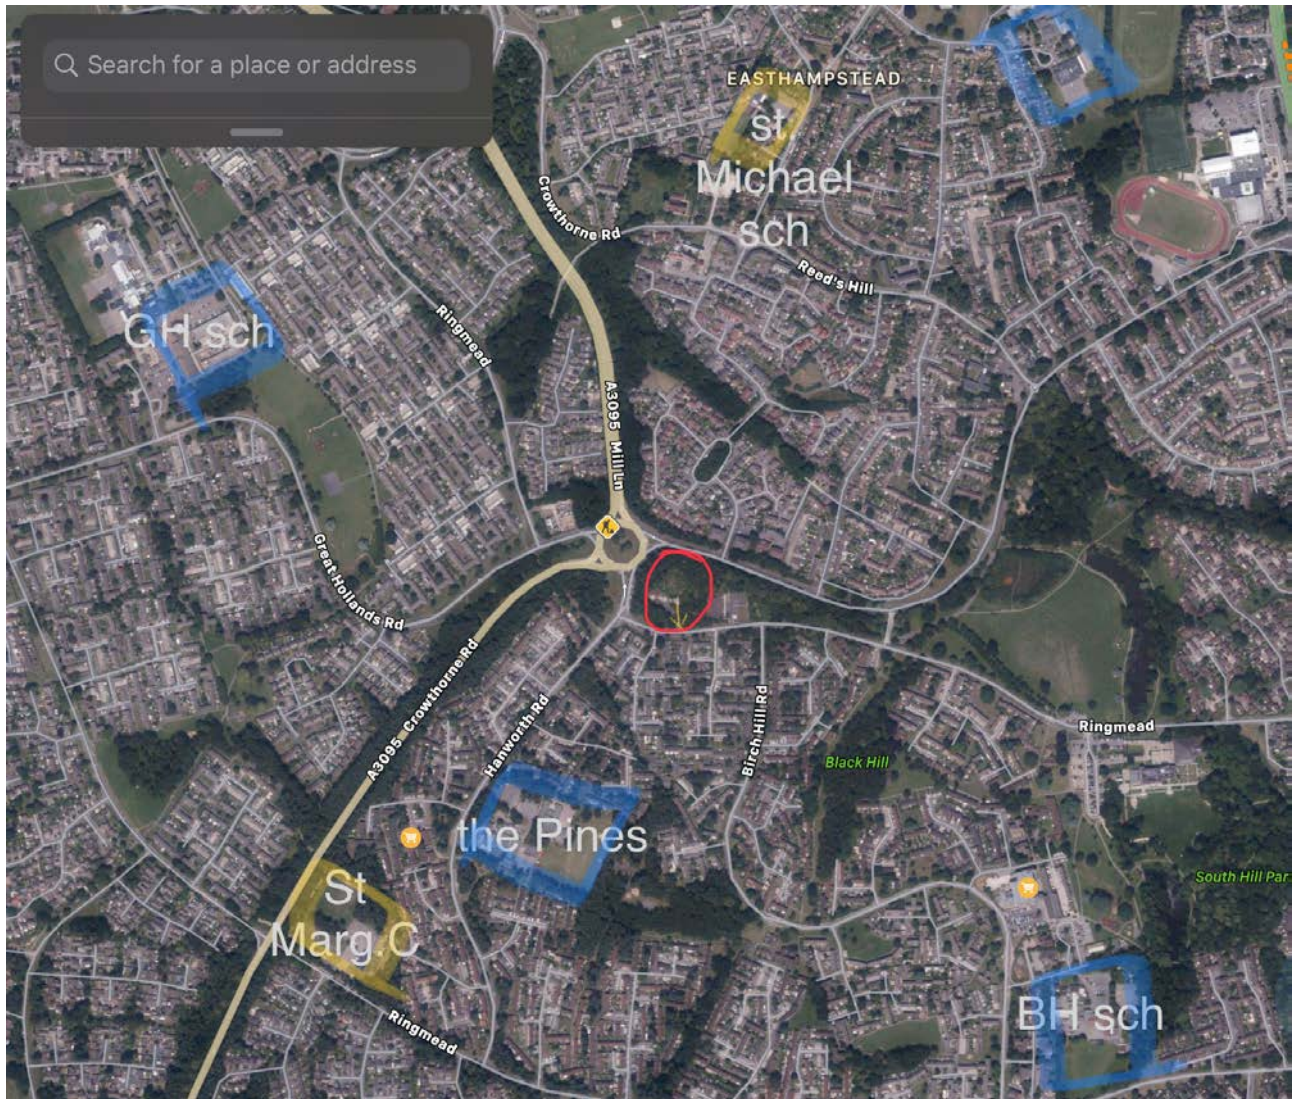 Search for a place or address
EASTHAMPSTEAD
st
Michael
sch
Crowthorne Rd
Reed's Hill
GH sch
Ringmead
A3095 Mill Ln
Great Hollands Rd
A3095 Crowthorne Rd
Hanworth Rd
Birch Hill Rd
Ringmead
Black Hill
the Pines
South Hill Par
St
Marg.C
BH sch
Ringmead